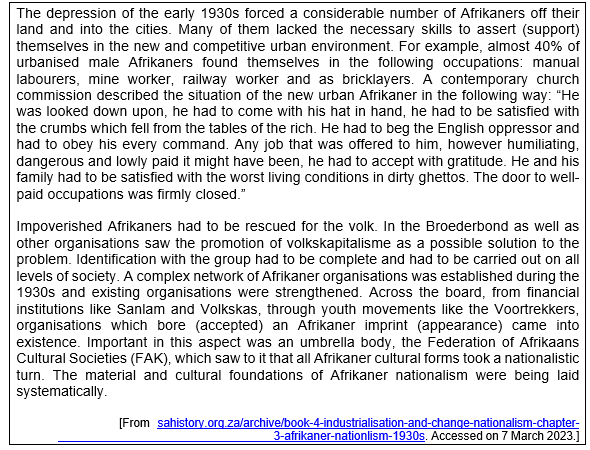 The depression of the early 1930s forced a considerable number of Afrikaners off their
land and into the cities. Many of them lacked the necessary skills to assert (support)
themselves in the new and competitive urban environment. For example, almost 40% of
urbanised male Afrikaners found themselves in the following occupations: manual
labourers, mine worker, railway worker and as bricklayers. A contemporary church
commission described the situation of the new urban Afrikaner in the following way: “He
was looked down upon, he had to come with his hat in hand, he had to be satisfied with
the crumbs which fell from the tables of the rich. He had to beg the English oppressor and
had to obey his every command. Any job that was offered to him, however humiliating,
dangerous and lowly paid it might have been, he had to accept with gratitude. He and his
family had to be satisfied with the worst living conditions in dirty ghettos. The door to well-
paid occupations was firmly closed.”
Impoverished Afrikaners had to be rescued for the volk. In the Broederbond as well as
other organisations saw the promotion of volkskapitalisme as a possible solution to the
problem. Identification with the group had to be complete and had to be carried out on all
levels of society. A complex network of Afrikaner organisations was established during the
1930s and existing organisations were strengthened. Across the board, from financial
institutions like Sanlam and Volkskas, through youth movements like the Voortrekkers,
organisations which bore (accepted) an Afrikaner imprint (appearance) came into
existence. Important in this aspect was an umbrella body, the Federation of Afrikaans
Cultural Societies (FAK), which saw to it that all Afrikaner cultural forms took a nationalistic
turn. The material and cultural foundations of Afrikaner nationalism were being laid
systematically.
[From sahistory.org.za/archive/book-4-industrialisation-and-change-nationalism-chapter-
3-afrikaner-nationlism-1930s. Accessed on 7 March 2023.]